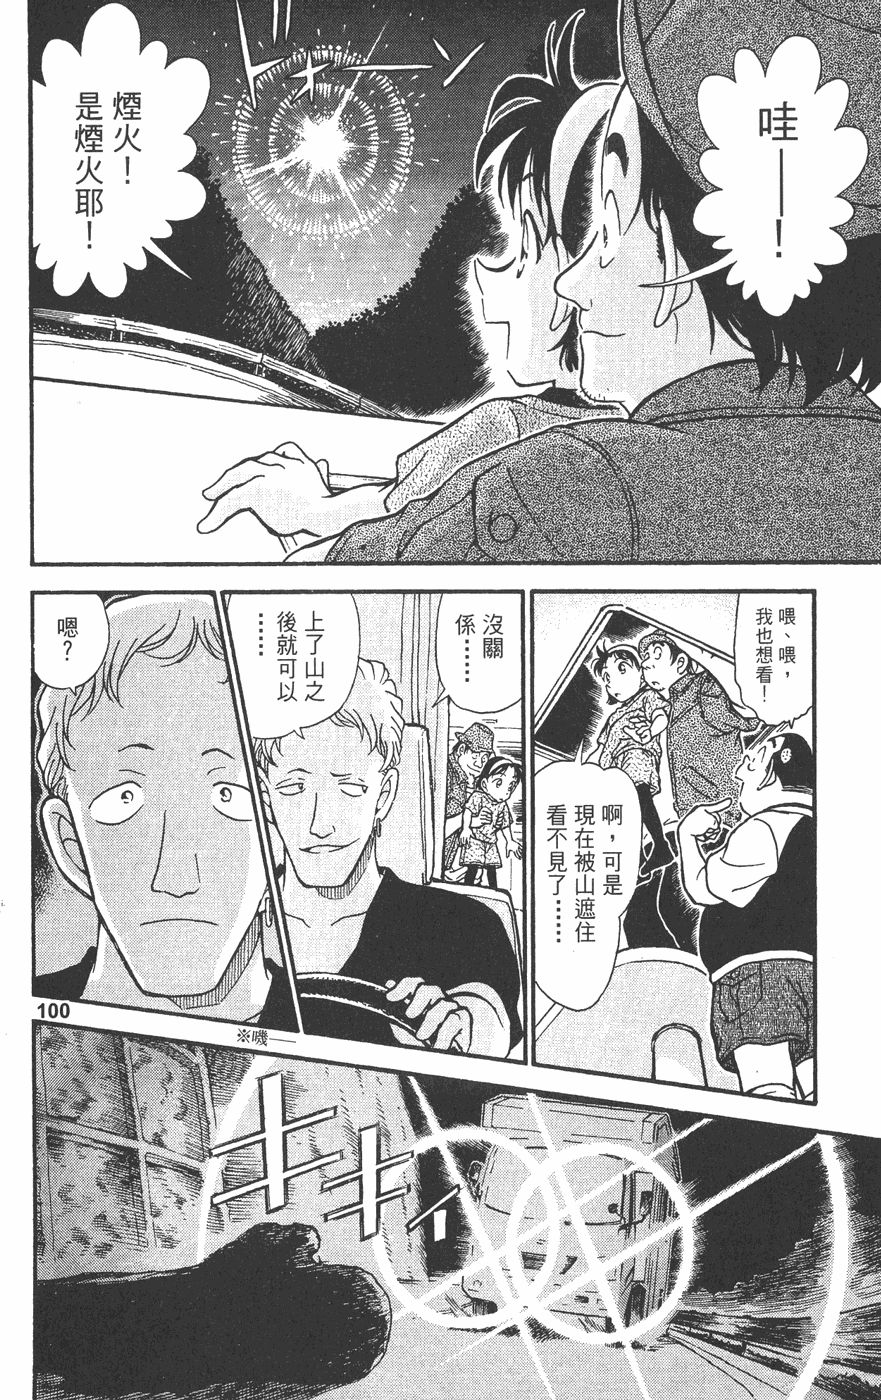 哇──！
ドォーーン
煙火！
是煙火耶！
喂、喂，
我也想看！
啊，可是
現在被山遮住
看不見了……
沒關
係……
上了山之
後就可以
……
嗯？
100
※嘰──
キキィ